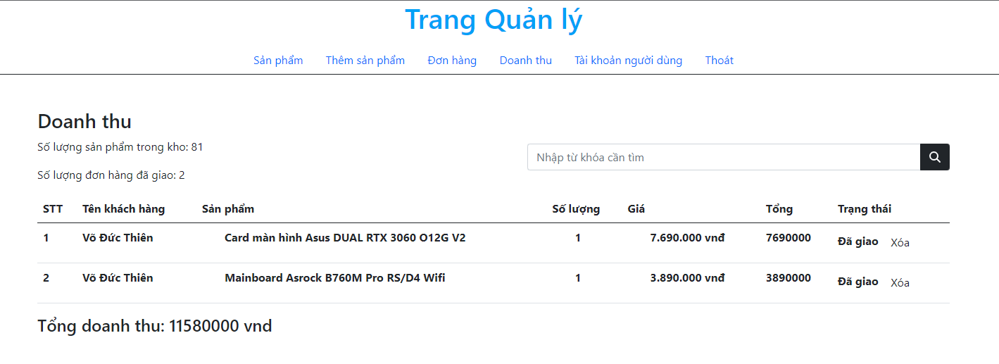 Trang Quản lý
Sản phẩm Thêm sản phẩm Đơn hàng Doanh thu Tài khoản người dùng Thoát
Doanh thu
Số lượng sản phẩm trong kho: 81
Nhập từ khóa cần tìm
Số lượng đơn hàng đã giao: 2
STT Tên khách hàng Sản phẩm Số lượng Giá Tổng Trạng thái
1 Võ Đức Thiên Card màn hình Asus DUAL RTX 3060 O12G V2 1 7.690.000 vnđ 7690000 Đã giao Xóa
2 Võ Đức Thiên Mainboard Asrock B760M Pro RS/D4 Wifi 1 3.890.000 vnđ 3890000 Đã giao Xóa
Tổng doanh thu: 11580000 vnd